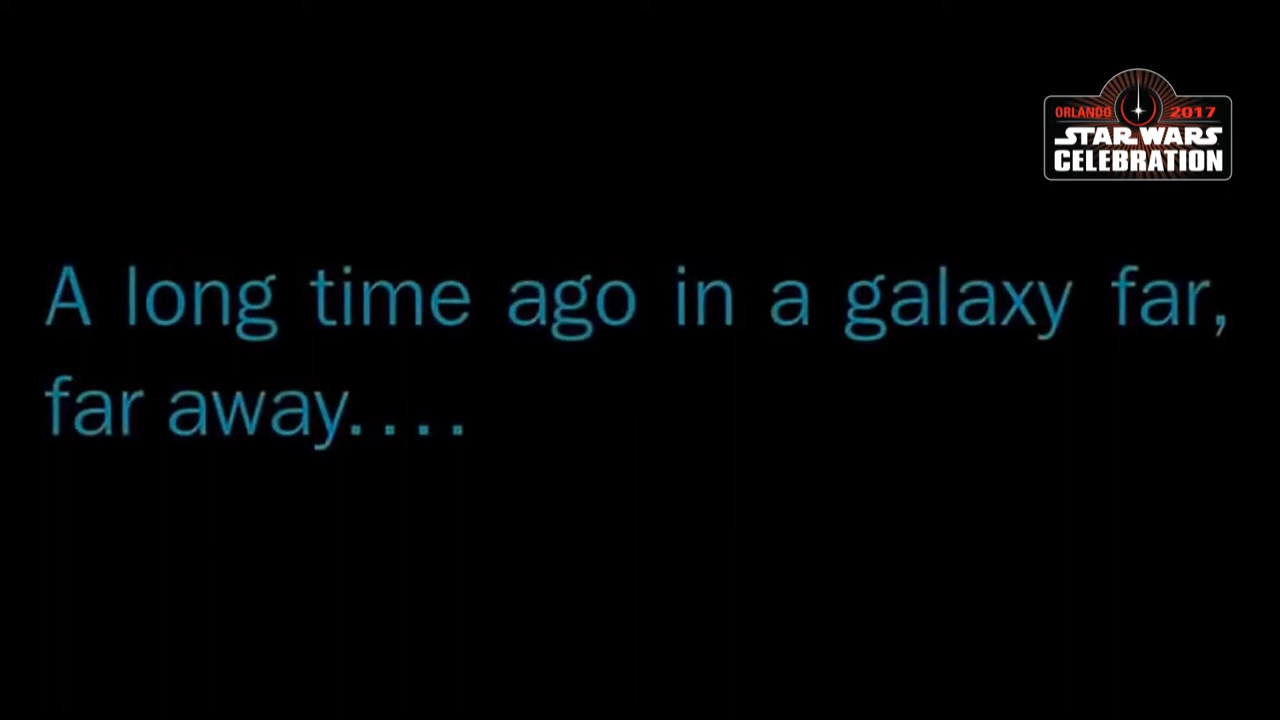 ORLANDO 2017
STAR WARS
CELEBRATION
A long time ago in a galaxy far,
far away....